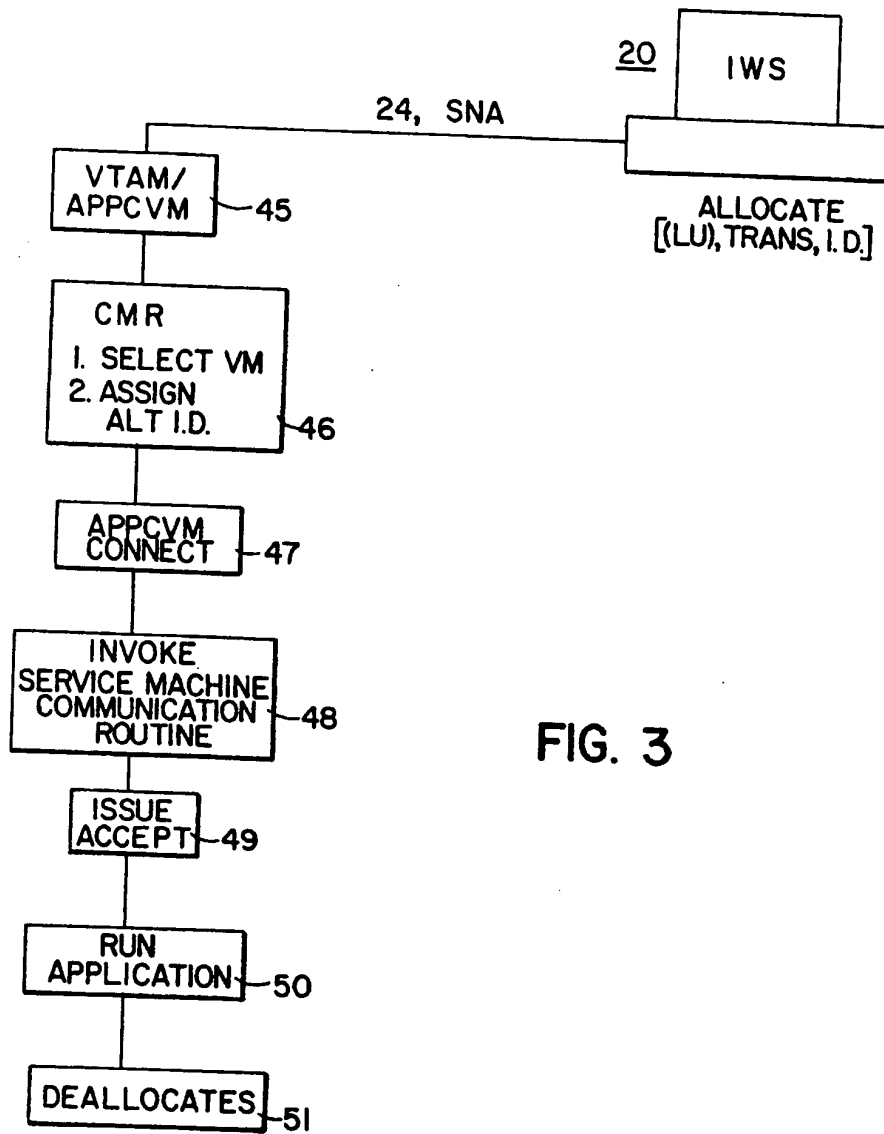 20
IWS
24, SNA
ALLOCATE
[(LU), TRANS, I.D.]
VTAM/
APPCVM
45
CMR
1. SELECT VM
2. ASSIGN
ALT I.D.
46
APPCVM
CONNECT
47
INVOKE
SERVICE MACHINE
COMMUNICATION
ROUTINE
48
FIG. 3
ISSUE
ACCEPT
49
RUN
APPLICATION
50
DEALLOCATES
51